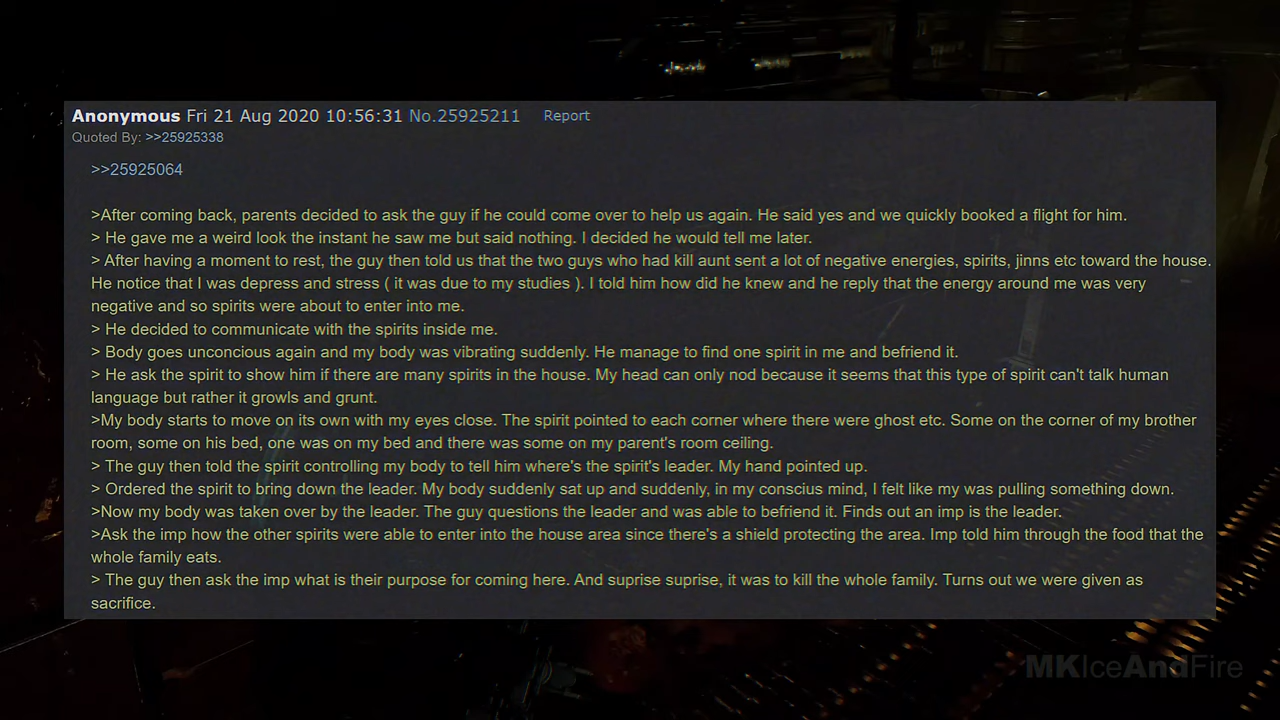 Anonymous Fri 21 Aug 2020 10:56:31 No.25925211 Report
Quoted By: >>25925338
>>25925064
>After coming back, parents decided to ask the guy if he could come over to help us again. He said yes and we quickly booked a flight for him.
> He gave me a weird look the instant he saw me but said nothing. I decided he would tell me later.
> After having a moment to rest, the guy then told us that the two guys who had kill aunt sent a lot of negative energies, spirits, jinns etc toward the house.
He notice that I was depress and stress ( it was due to my studies ). I told him how did he knew and he reply that the energy around me was very
negative and so spirits were about to enter into me.
> He decided to communicate with the spirits inside me.
> Body goes unconcious again and my body was vibrating suddenly. He manage to find one spirit in me and befriend it.
> He ask the spirit to show him if there are many spirits in the house. My head can only nod because it seems that this type of spirit can't talk human
language but rather it growls and grunt.
>My body starts to move on its own with my eyes close. The spirit pointed to each corner where there were ghost etc. Some on the corner of my brother
room, some on his bed, one was on my bed and there was some on my parent's room ceiling.
> The guy then told the spirit controlling my body to tell him where's the spirit's leader. My hand pointed up.
> Ordered the spirit to bring down the leader. My body suddenly sat up and suddenly, in my conscius mind, I felt like my was pulling something down.
>Now my body was taken over by the leader. The guy questions the leader and was able to befriend it. Finds out an imp is the leader.
>Ask the imp how the other spirits were able to enter into the house area since there's a shield protecting the area. Imp told him through the food that the
whole family eats.
> The guy then ask the imp what is their purpose for coming here. And suprise suprise, it was to kill the whole family. Turns out we were given as
sacrifice.
MKIceAndFire